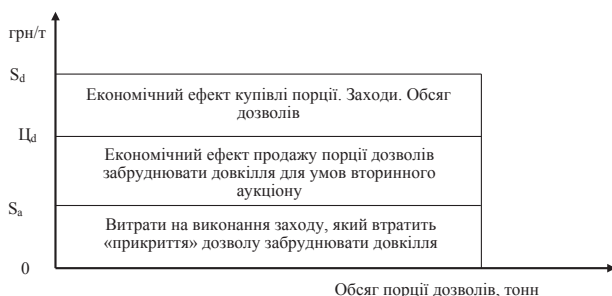 грн/т
S_d
Економічний ефект купівлі порції. Заходи. Обсяг
дозволів
Ц_d
Економічний ефект продажу порції дозволів
забруднювати довкілля для умов вторинного
аукціону
S_a
Витрати на виконання заходу, який втратить
«прикриття» дозволу забруднювати довкілля
0
Обсяг порції дозволів, тонн